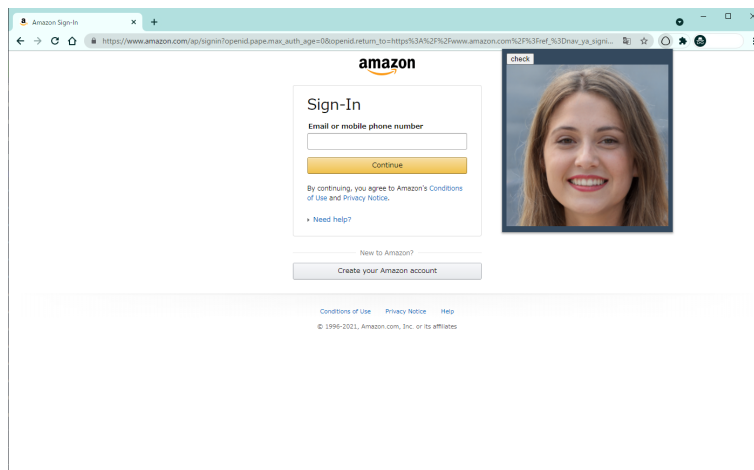 Amazon Sign-In
https://www.amazon.com/ap/signin?openid.pape.max_auth_age=0&openid.return_to=https%3A%2F%2Fwww.amazon.com%2F%3Fref_%3Dnav_ya_signi...
check
amazon
Sign-In
Email or mobile phone number
Continue
By continuing, you agree to Amazon's Conditions
of Use and Privacy Notice.
Need help?
New to Amazon?
Create your Amazon account
Conditions of Use Privacy Notice Help
© 1996-2021, Amazon.com, Inc. or its affiliates